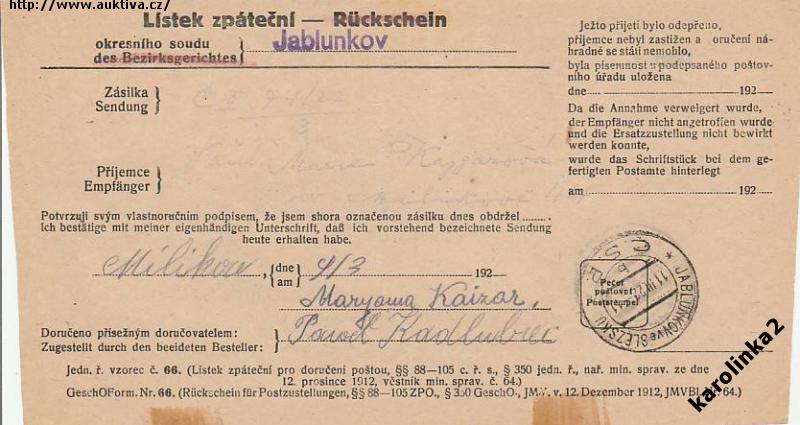 http://www.auktiva.cz/
Lístek zpáteční — Rückschein
okresního soudu
des Bezirksgerichtes
Jablunkov
Zásilka
Sendung
Příjemce
Empfänger
Potvrzuji svým vlastnoručním podpisem, že jsem shora označenou zásilku dnes obdržel........
Ich bestätige mit meiner eigenhändigen Unterschrift, daß ich vorstehend bezeichnete Sendung
heute erhalten habe.
Milikov, dne 9/3 192
am
Maryanna Kaizar,
Doručeno přísežným doručovatelem: Paweł Kadlubiec
Zugestellt durch den beeideten Besteller:
Jedn. ř. vzorec č. 66. (Lístek zpáteční pro doručení poštou, §§ 88—105 c. ř. s., § 350 jedn. ř., nař. min. sprav. ze dne
12. prosince 1912, věstník min. sprav. č. 64.)
GeschOForm. Nr. 66. (Rückschein für Postzustellungen, §§ 88—105 ZPO., § 350 GeschO., JMV. v. 12. Dezember 1912, JMVBl. 64.)
Ježto přijetí bylo odepřeno,
příjemce nebyl zastižen a doručení náhradné se státi nemohlo,
byla písemnost u podepsaného poštovního úřadu uložena
dne 192
Da die Annahme verweigert wurde,
der Empfänger nicht angetroffen wurde
und die Ersatzzustellung nicht bewirkt
werden konnte,
wurde das Schriftstück bei dem gefertigten Postamte hinterlegt
am 192
Pečeť
poštovní
Poststempel
JABLUNKOV ve SLEZSKU
Č.S.P.
karolinka2